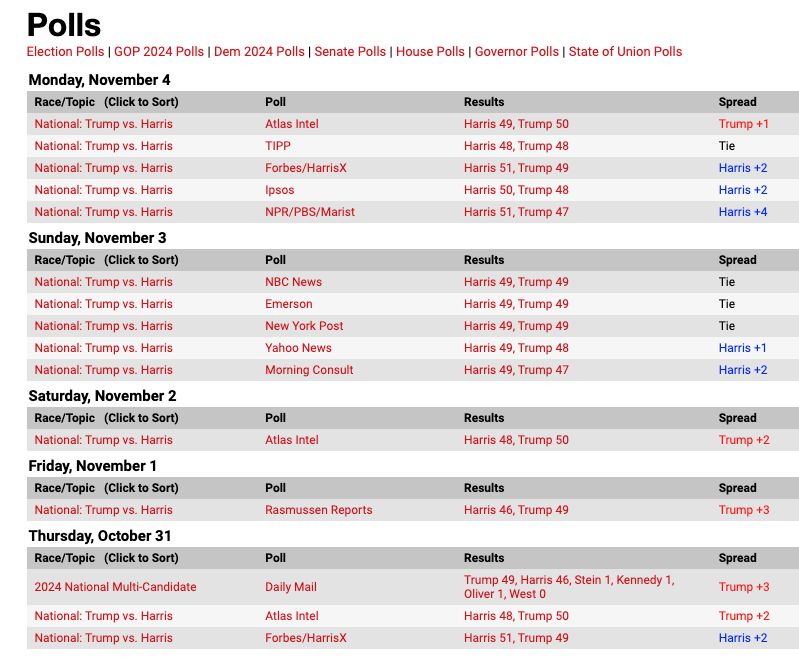 Polls
Election Polls | GOP 2024 Polls | Dem 2024 Polls | Senate Polls | House Polls | Governor Polls | State of Union Polls
Monday, November 4
Race/Topic (Click to Sort) Poll Results Spread
National: Trump vs. Harris Atlas Intel Harris 49, Trump 50 Trump +1
National: Trump vs. Harris TIPP Harris 48, Trump 48 Tie
National: Trump vs. Harris Forbes/HarrisX Harris 51, Trump 49 Harris +2
National: Trump vs. Harris Ipsos Harris 50, Trump 48 Harris +2
National: Trump vs. Harris NPR/PBS/Marist Harris 51, Trump 47 Harris +4
Sunday, November 3
Race/Topic (Click to Sort) Poll Results Spread
National: Trump vs. Harris NBC News Harris 49, Trump 49 Tie
National: Trump vs. Harris Emerson Harris 49, Trump 49 Tie
National: Trump vs. Harris New York Post Harris 49, Trump 49 Tie
National: Trump vs. Harris Yahoo News Harris 49, Trump 48 Harris +1
National: Trump vs. Harris Morning Consult Harris 49, Trump 47 Harris +2
Saturday, November 2
Race/Topic (Click to Sort) Poll Results Spread
National: Trump vs. Harris Atlas Intel Harris 48, Trump 50 Trump +2
Friday, November 1
Race/Topic (Click to Sort) Poll Results Spread
National: Trump vs. Harris Rasmussen Reports Harris 46, Trump 49 Trump +3
Thursday, October 31
Race/Topic (Click to Sort) Poll Results Spread
2024 National Multi-Candidate Daily Mail Trump 49, Harris 46, Stein 1, Kennedy 1, Trump +3
Oliver 1, West 0
National: Trump vs. Harris Atlas Intel Harris 48, Trump 50 Trump +2
National: Trump vs. Harris Forbes/HarrisX Harris 51, Trump 49 Harris +2